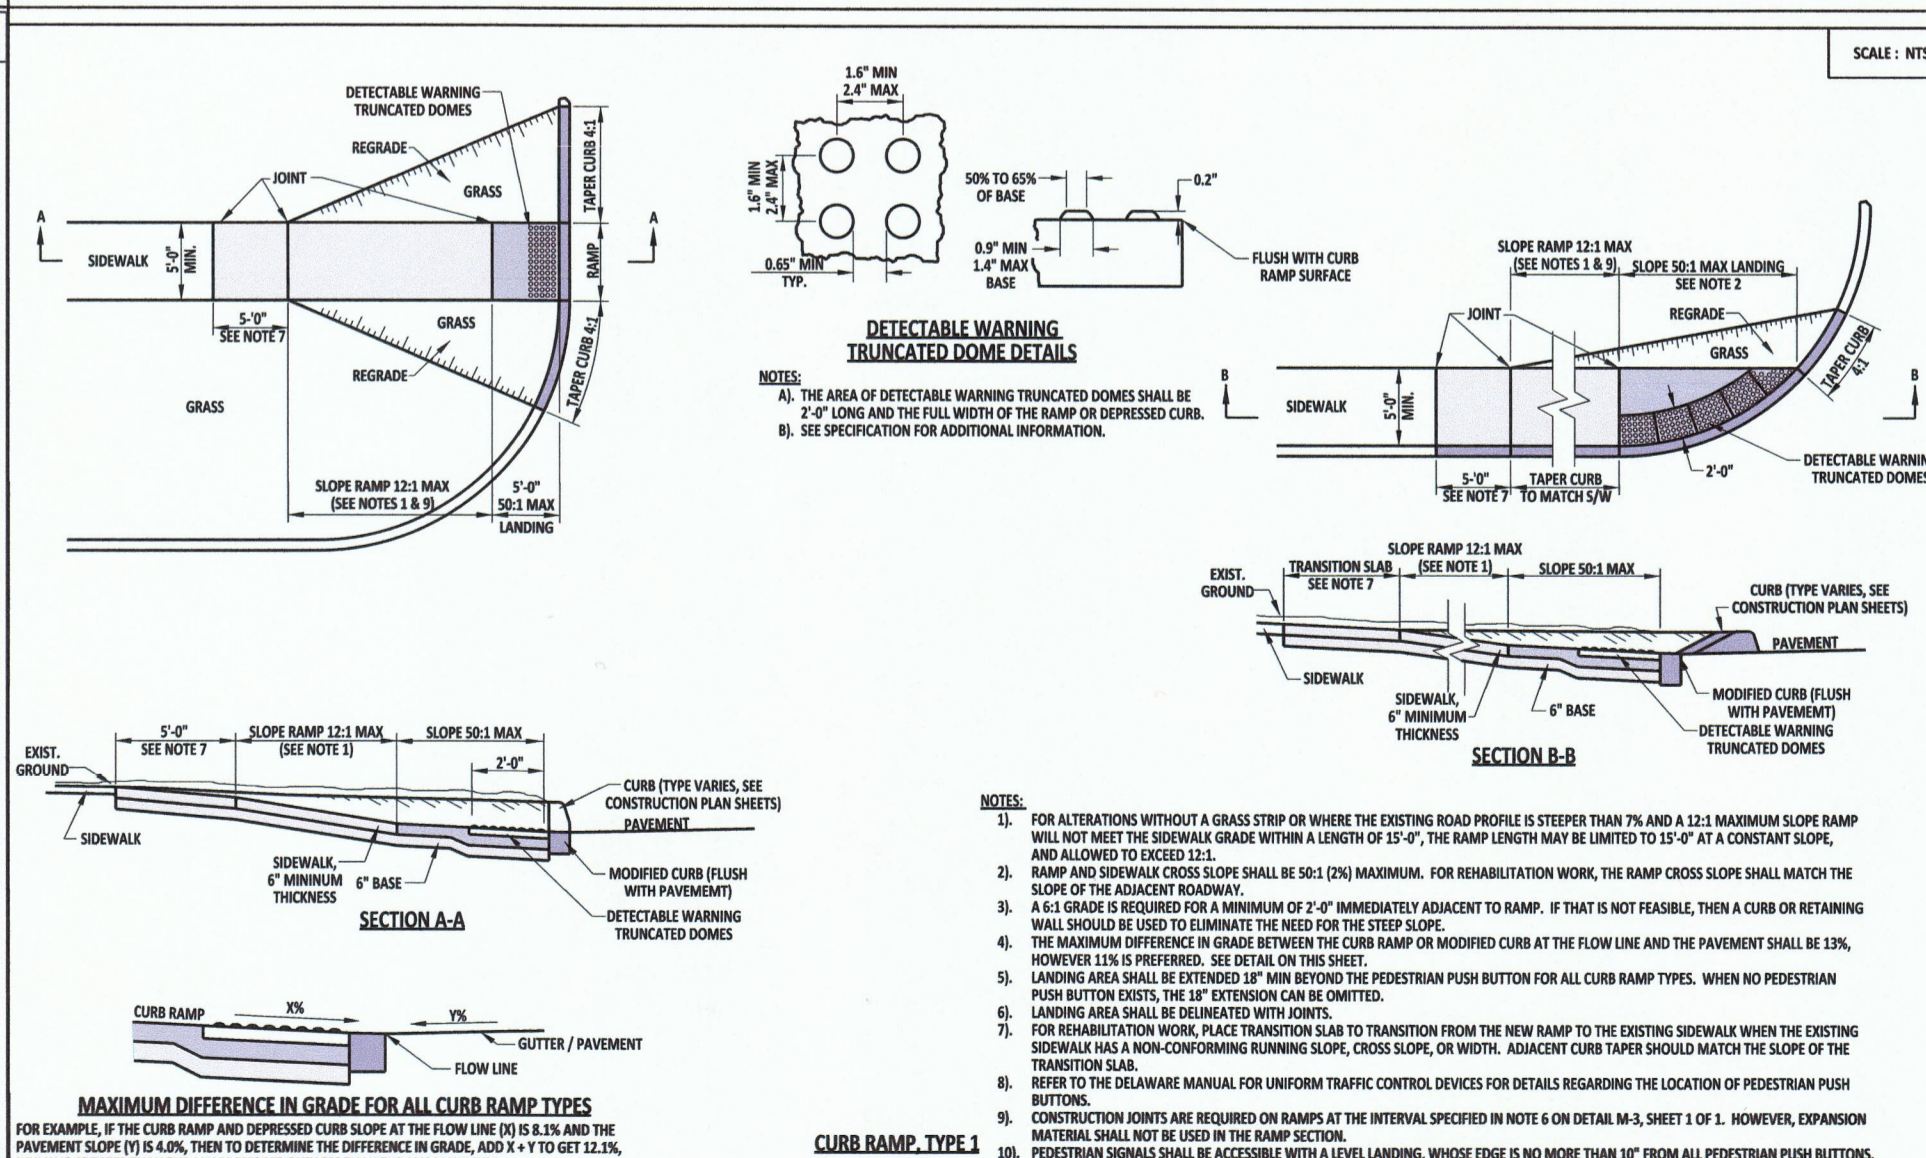 SCALE : NTS
DETECTABLE WARNING
TRUNCATED DOMES
REGRADE
JOINT
GRASS
TAPER CURB 4:1
A
A
SIDEWALK
5'-0"
MIN.
RAMP
5-'0"
SEE NOTE 7
GRASS
REGRADE
TAPER CURB 4:1
GRASS
SLOPE RAMP 12:1 MAX
(SEE NOTES 1 & 9)
5'-0"
50:1 MAX
LANDING
1.6" MIN
2.4" MAX
1.6" MIN
2.4" MAX
0.65" MIN
TYP.
50% TO 65%
OF BASE
0.2"
0.9" MIN
1.4" MAX
BASE
FLUSH WITH CURB
RAMP SURFACE
DETECTABLE WARNING
TRUNCATED DOME DETAILS
NOTES:
A). THE AREA OF DETECTABLE WARNING TRUNCATED DOMES SHALL BE
2'-0" LONG AND THE FULL WIDTH OF THE RAMP OR DEPRESSED CURB.
B). SEE SPECIFICATION FOR ADDITIONAL INFORMATION.
SLOPE RAMP 12:1 MAX
(SEE NOTES 1 & 9)
SLOPE 50:1 MAX LANDING
SEE NOTE 2
JOINT
REGRADE
GRASS
TAPER CURB
4:1
B
B
SIDEWALK
5'-0"
MIN.
2'-0"
DETECTABLE WARNIN
TRUNCATED DOMES
5-'0"
SEE NOTE 7
TAPER CURB
TO MATCH S/W
EXIST.
GROUND
TRANSITION SLAB
SEE NOTE 7
SLOPE RAMP 12:1 MAX
(SEE NOTE 1)
SLOPE 50:1 MAX
CURB (TYPE VARIES, SEE
CONSTRUCTION PLAN SHEETS)
PAVEMENT
SIDEWALK
SIDEWALK,
6" MINIMUM
THICKNESS
6" BASE
MODIFIED CURB (FLUSH
WITH PAVEMEMT)
DETECTABLE WARNING
TRUNCATED DOMES
SECTION B-B
EXIST.
GROUND
5'-0"
SEE NOTE 7
SLOPE RAMP 12:1 MAX
(SEE NOTE 1)
SLOPE 50:1 MAX
2'-0"
CURB (TYPE VARIES, SEE
CONSTRUCTION PLAN SHEETS)
PAVEMENT
SIDEWALK
SIDEWALK,
6" MININUM
THICKNESS
6" BASE
MODIFIED CURB (FLUSH
WITH PAVEMEMT)
DETECTABLE WARNING
TRUNCATED DOMES
SECTION A-A
CURB RAMP
X%
Y%
GUTTER / PAVEMENT
FLOW LINE
MAXIMUM DIFFERENCE IN GRADE FOR ALL CURB RAMP TYPES
FOR EXAMPLE, IF THE CURB RAMP AND DEPRESSED CURB SLOPE AT THE FLOW LINE (X) IS 8.1% AND THE
PAVEMENT SLOPE (Y) IS 4.0%, THEN TO DETERMINE THE DIFFERENCE IN GRADE, ADD X + Y TO GET 12.1%,
CURB RAMP, TYPE 1
NOTES:
1). FOR ALTERATIONS WITHOUT A GRASS STRIP OR WHERE THE EXISTING ROAD PROFILE IS STEEPER THAN 7% AND A 12:1 MAXIMUM SLOPE RAMP
WILL NOT MEET THE SIDEWALK GRADE WITHIN A LENGTH OF 15'-0", THE RAMP LENGTH MAY BE LIMITED TO 15'-0" AT A CONSTANT SLOPE,
AND ALLOWED TO EXCEED 12:1.
2). RAMP AND SIDEWALK CROSS SLOPE SHALL BE 50:1 (2%) MAXIMUM. FOR REHABILITATION WORK, THE RAMP CROSS SLOPE SHALL MATCH THE
SLOPE OF THE ADJACENT ROADWAY.
3). A 6:1 GRADE IS REQUIRED FOR A MINIMUM OF 2'-0" IMMEDIATELY ADJACENT TO RAMP. IF THAT IS NOT FEASIBLE, THEN A CURB OR RETAINING
WALL SHOULD BE USED TO ELIMINATE THE NEED FOR THE STEEP SLOPE.
4). THE MAXIMUM DIFFERENCE IN GRADE BETWEEN THE CURB RAMP OR MODIFIED CURB AT THE FLOW LINE AND THE PAVEMENT SHALL BE 13%,
HOWEVER 11% IS PREFERRED. SEE DETAIL ON THIS SHEET.
5). LANDING AREA SHALL BE EXTENDED 18" MIN BEYOND THE PEDESTRIAN PUSH BUTTON FOR ALL CURB RAMP TYPES. WHEN NO PEDESTRIAN
PUSH BUTTON EXISTS, THE 18" EXTENSION CAN BE OMITTED.
6). LANDING AREA SHALL BE DELINEATED WITH JOINTS.
7). FOR REHABILITATION WORK, PLACE TRANSITION SLAB TO TRANSITION FROM THE NEW RAMP TO THE EXISTING SIDEWALK WHEN THE EXISTING
SIDEWALK HAS A NON-CONFORMING RUNNING SLOPE, CROSS SLOPE, OR WIDTH. ADJACENT CURB TAPER SHOULD MATCH THE SLOPE OF THE
TRANSITION SLAB.
8). REFER TO THE DELAWARE MANUAL FOR UNIFORM TRAFFIC CONTROL DEVICES FOR DETAILS REGARDING THE LOCATION OF PEDESTRIAN PUSH
BUTTONS.
9). CONSTRUCTION JOINTS ARE REQUIRED ON RAMPS AT THE INTERVAL SPECIFIED IN NOTE 6 ON DETAIL M-3, SHEET 1 OF 1. HOWEVER, EXPANSION
MATERIAL SHALL NOT BE USED IN THE RAMP SECTION.
10). PEDESTRIAN SIGNALS SHALL BE ACCESSIBLE WITH A LEVEL LANDING, WHOSE EDGE IS NO MORE THAN 10" FROM ALL PEDESTRIAN PUSH BUTTONS.